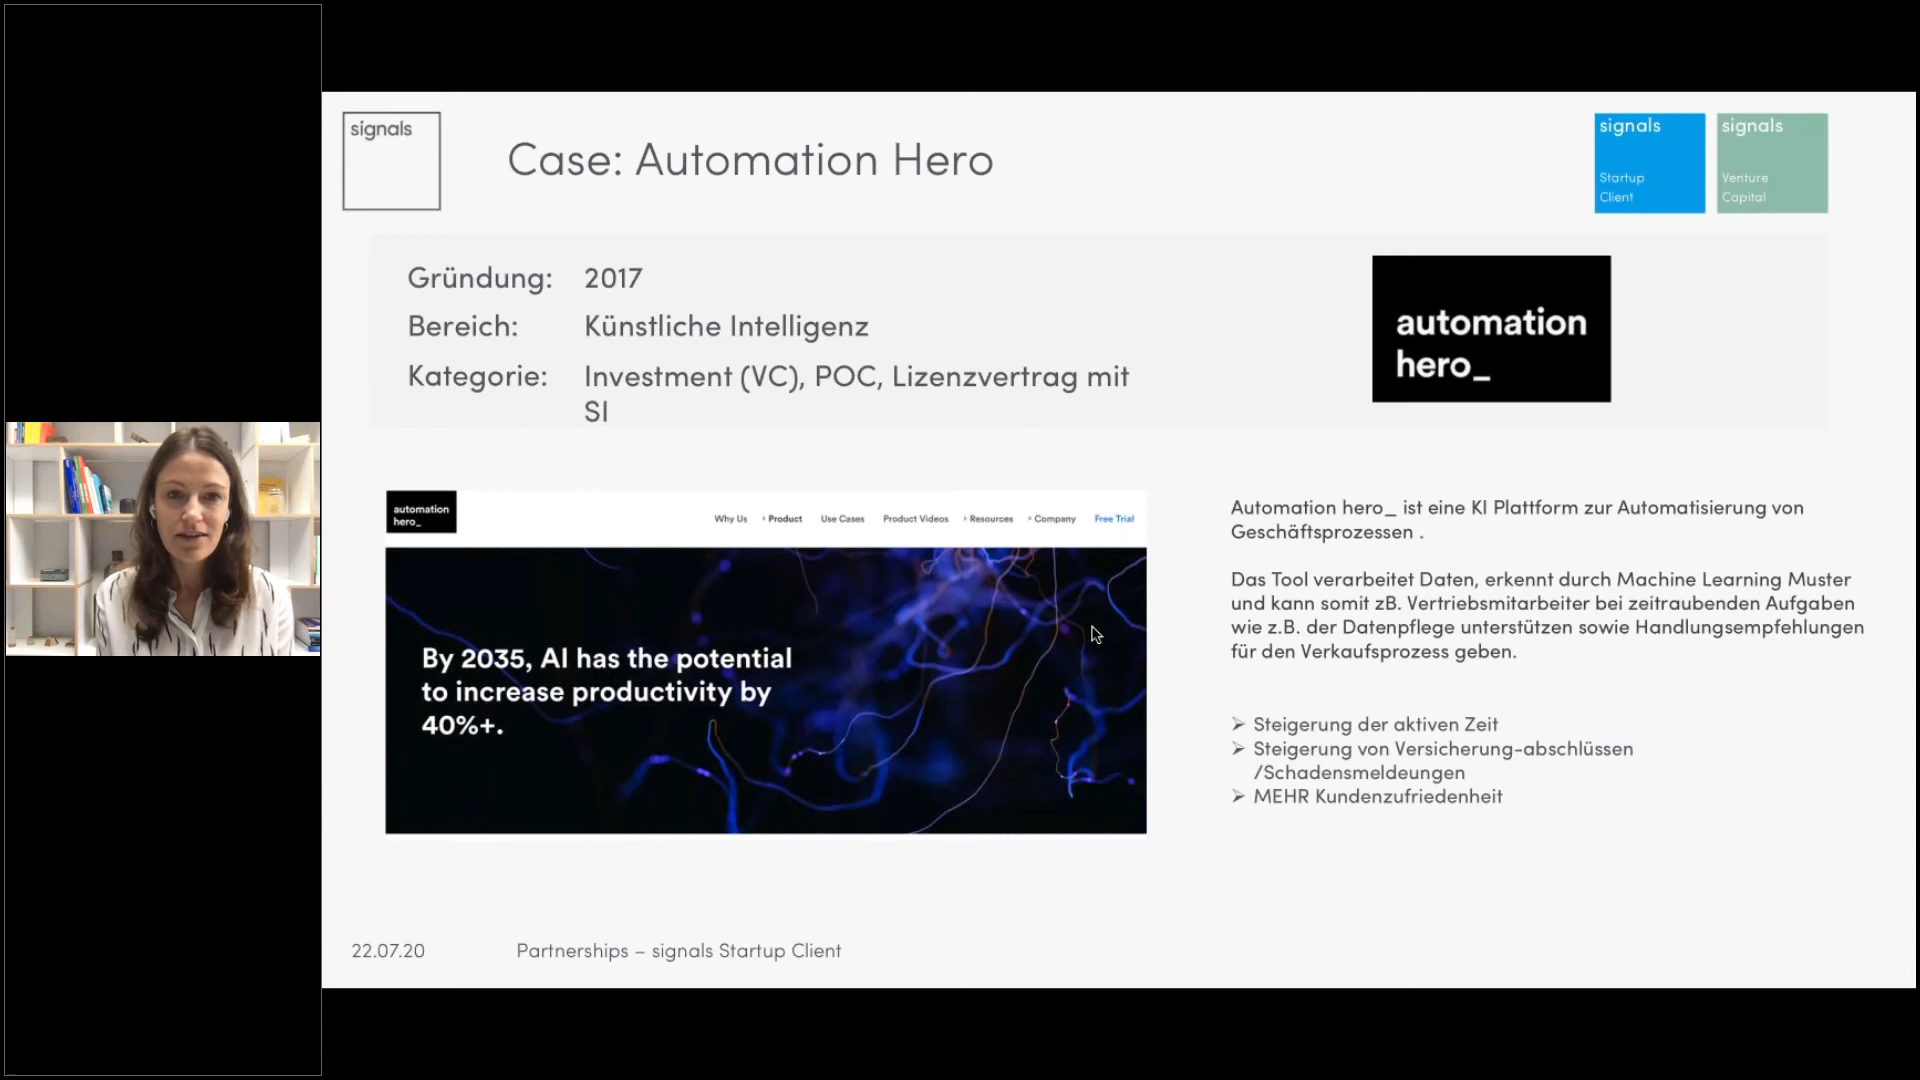 signals
Case: Automation Hero
signals
Startup
Client
signals
Venture
Capital
Gründung: 2017
Bereich: Künstliche Intelligenz
Kategorie: Investment (VC), POC, Lizenzvertrag mit
SI
automation
hero_
automation
hero_
Why Us › Product Use Cases Product Videos › Resources › Company Free Trial
By 2035, AI has the potential
to increase productivity by
40%+.
Automation hero_ ist eine KI Plattform zur Automatisierung von
Geschäftsprozessen .
Das Tool verarbeitet Daten, erkennt durch Machine Learning Muster
und kann somit zB. Vertriebsmitarbeiter bei zeitraubenden Aufgaben
wie z.B. der Datenpflege unterstützen sowie Handlungsempfehlungen
für den Verkaufsprozess geben.
➢ Steigerung der aktiven Zeit
➢ Steigerung von Versicherung-abschlüssen
/Schadensmeldeungen
➢ MEHR Kundenzufriedenheit
22.07.20 Partnerships – signals Startup Client